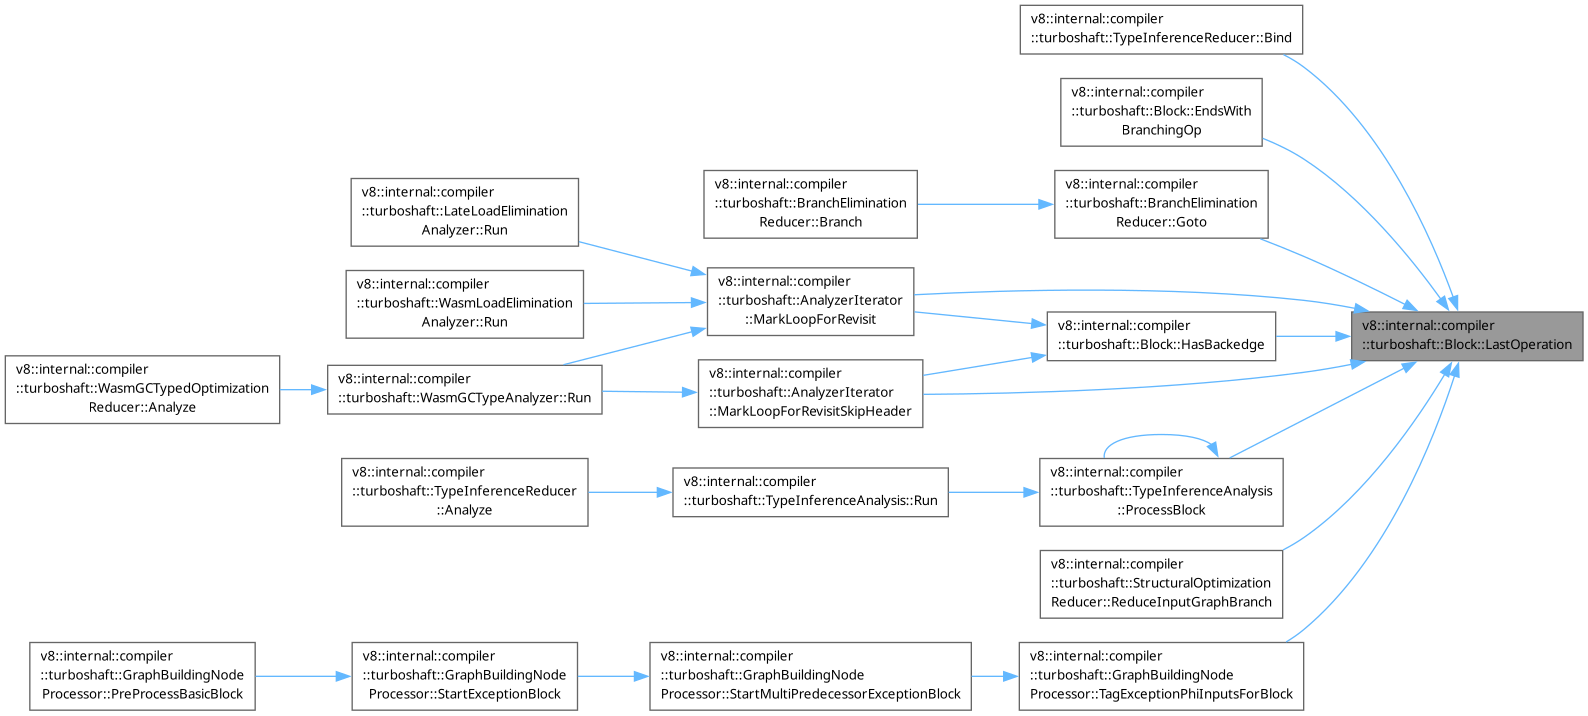 v8::internal::compiler
::turboshaft::TypeInferenceReducer::Bind
v8::internal::compiler
::turboshaft::Block::EndsWith
BranchingOp
v8::internal::compiler
::turboshaft::LateLoadElimination
Analyzer::Run
v8::internal::compiler
::turboshaft::BranchElimination
Reducer::Branch
v8::internal::compiler
::turboshaft::BranchElimination
Reducer::Goto
v8::internal::compiler
::turboshaft::WasmLoadElimination
Analyzer::Run
v8::internal::compiler
::turboshaft::AnalyzerIterator
::MarkLoopForRevisit
v8::internal::compiler
::turboshaft::Block::HasBackedge
v8::internal::compiler
::turboshaft::Block::LastOperation
v8::internal::compiler
::turboshaft::WasmGCTypedOptimization
Reducer::Analyze
v8::internal::compiler
::turboshaft::WasmGCTypeAnalyzer::Run
v8::internal::compiler
::turboshaft::AnalyzerIterator
::MarkLoopForRevisitSkipHeader
v8::internal::compiler
::turboshaft::TypeInferenceReducer
::Analyze
v8::internal::compiler
::turboshaft::TypeInferenceAnalysis::Run
v8::internal::compiler
::turboshaft::TypeInferenceAnalysis
::ProcessBlock
v8::internal::compiler
::turboshaft::StructuralOptimization
Reducer::ReduceInputGraphBranch
v8::internal::compiler
::turboshaft::GraphBuildingNode
Processor::PreProcessBasicBlock
v8::internal::compiler
::turboshaft::GraphBuildingNode
Processor::StartExceptionBlock
v8::internal::compiler
::turboshaft::GraphBuildingNode
Processor::StartMultiPredecessorExceptionBlock
v8::internal::compiler
::turboshaft::GraphBuildingNode
Processor::TagExceptionPhiInputsForBlock